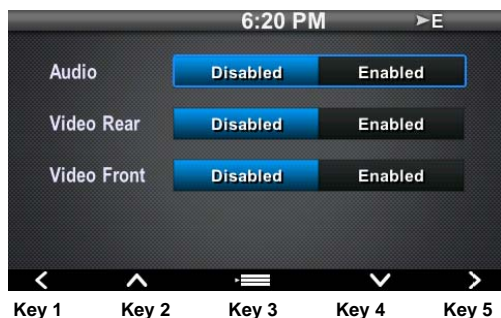 6:20 PM E
Audio Disabled Enabled
Video Rear Disabled Enabled
Video Front Disabled Enabled
Key 1 Key 2 Key 3 Key 4 Key 5